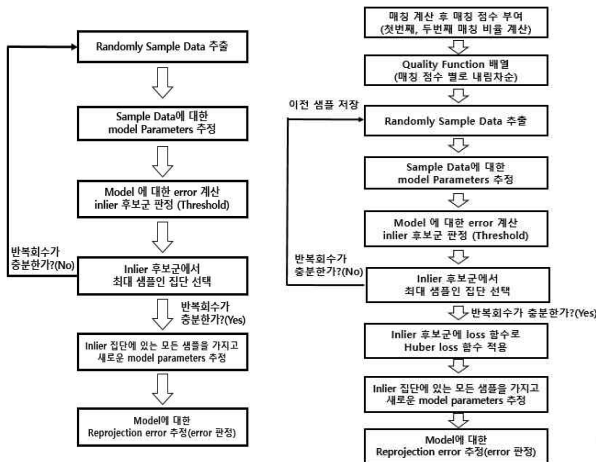 Randomly Sample Data 추출
Sample Data에 대한
model Parameters 추정
Model 에 대한 error 계산
inlier 후보군 판정 (Threshold)
반복회수가
충분한가?(No)
Inlier 후보군에서
최대 샘플인 집단 선택
반복회수가
충분한가?(Yes)
Inlier 집단에 있는 모든 샘플을 가지고
새로운 model parameters 추정
Model에 대한
Reprojection error 추정(error 판정)
매칭 계산 후 매칭 점수 부여
(첫번째, 두번째 매칭 비율 계산)
Quality Function 배열
(매칭 점수 별로 내림차순)
이전 샘플 저장
Randomly Sample Data 추출
Sample Data에 대한
model Parameters 추정
Model 에 대한 error 계산
inlier 후보군 판정 (Threshold)
반복회수가
충분한가?(No)
Inlier 후보군에서
최대 샘플인 집단 선택
반복회수가 충분한가?(Yes)
Inlier 후보군에 loss 함수로
Huber loss 함수 적용
Inlier 집단에 있는 모든 샘플을 가지고
새로운 model parameters 추정
Model에 대한
Reprojection error 추정(error 판정)